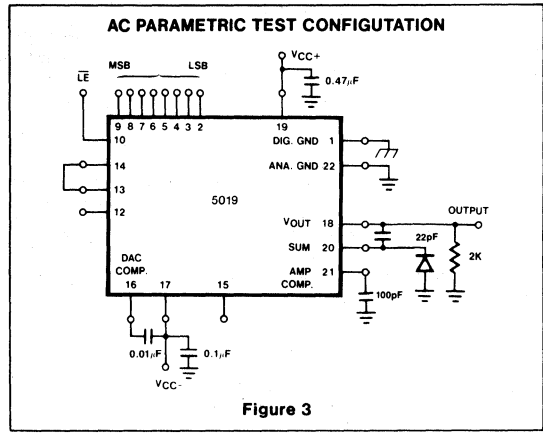 AC PARAMETRIC TEST CONFIGUTATION
VCC+
MSB LSB
LE
0.47μF
9 8 7 6 5 4 3 2
19
10
DIG. GND 1
14
ANA. GND 22
13
5019
12
VOUT 18
OUTPUT
22pF
SUM 20
2K
DAC COMP.
AMP COMP. 21
16 17 15
100pF
0.01μF 0.1μF
VCC-
Figure 3